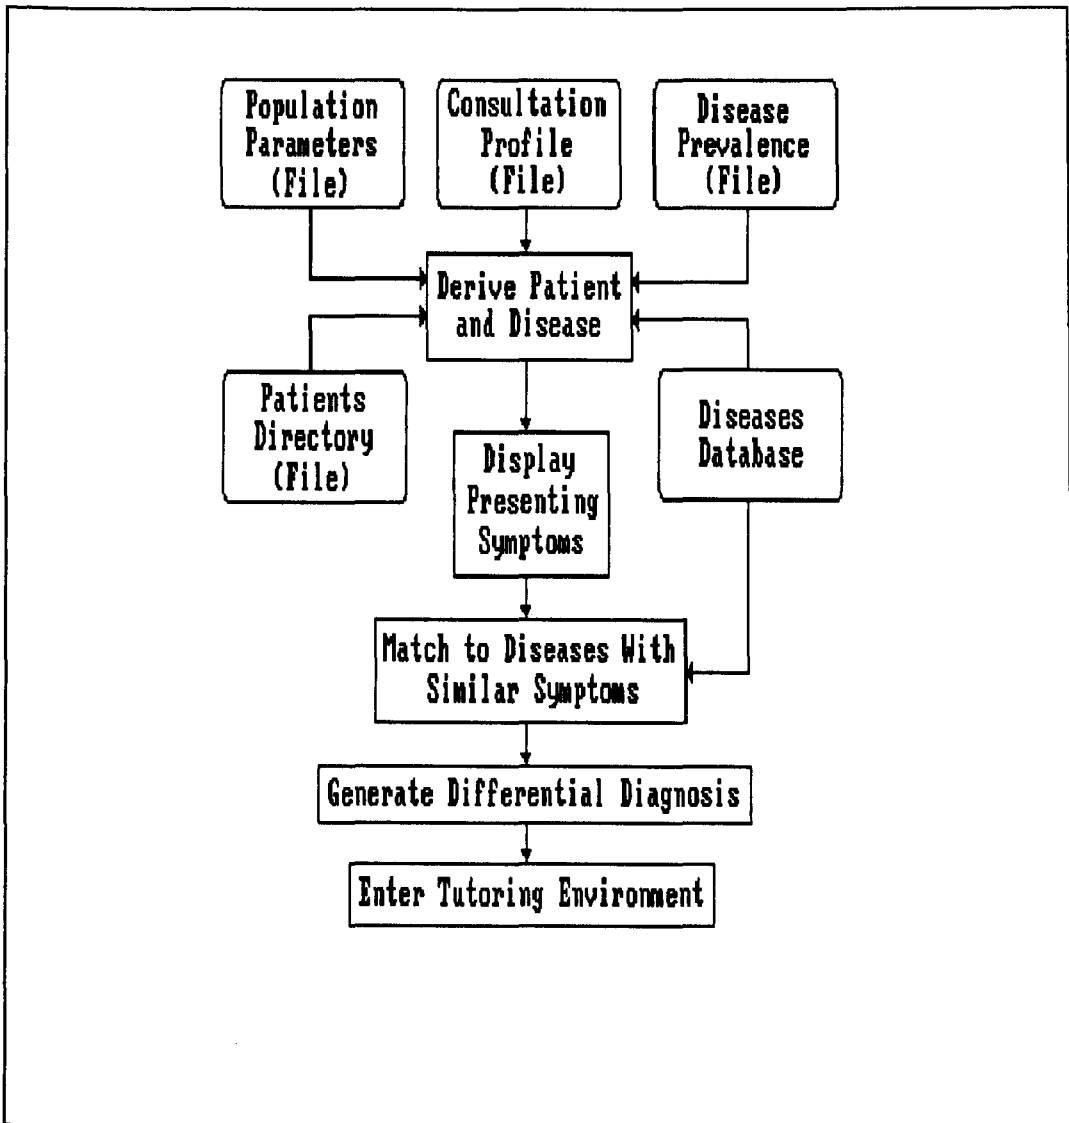 Population
Parameters
(File)
Consultation
Profile
(File)
Disease
Prevalence
(File)
Derive Patient
and Disease
Patients
Directory
(File)
Diseases
Database
Display
Presenting
Symptoms
Match to Diseases With
Similar Symptoms
Generate Differential Diagnosis
Enter Tutoring Environment